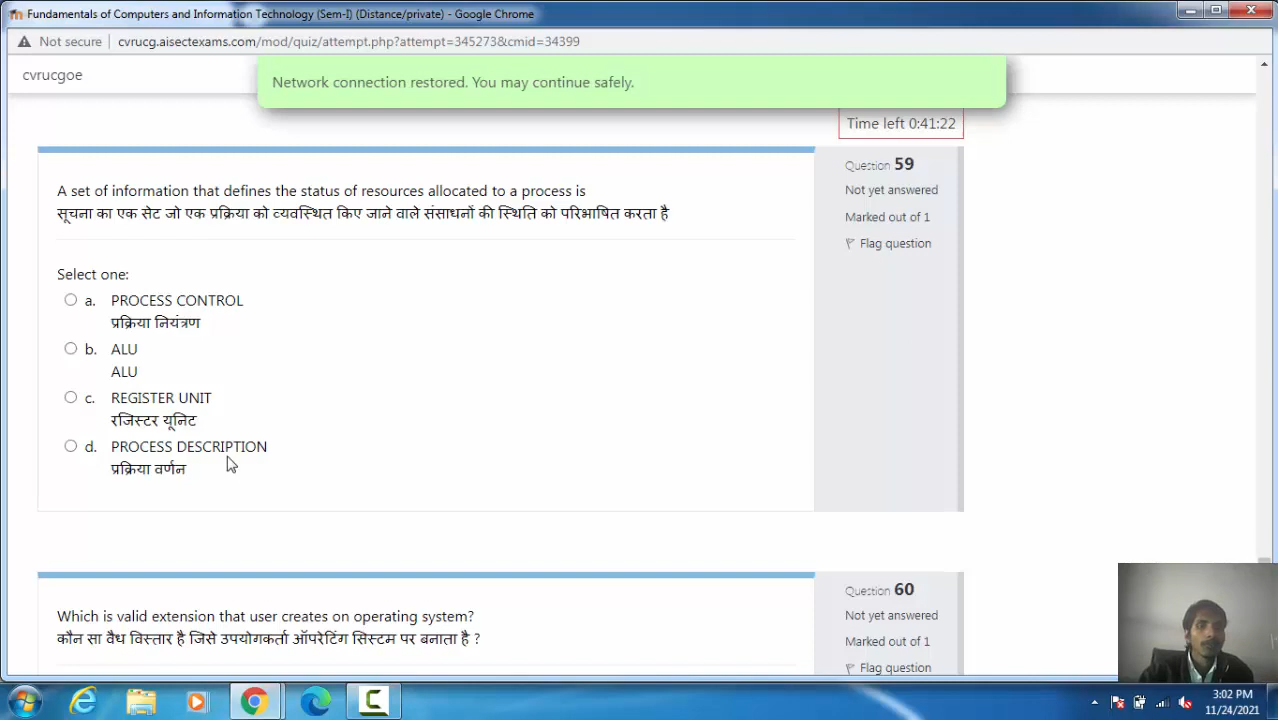 Fundamentals of Computers and Information Technology (Sem-I) (Distance/private) - Google Chrome
Not secure | cvrucg.aisectexams.com/mod/quiz/attempt.php?attempt=345273&cmid=34399
cvrucgoe
Network connection restored. You may continue safely.
Time left 0:41:22
Question 59
Not yet answered
Marked out of 1
Flag question
A set of information that defines the status of resources allocated to a process is
सूचना का एक सेट जो एक प्रक्रिया को व्यवस्थित किए जाने वाले संसाधनों की स्थिति को परिभाषित करता है
Select one:
a. PROCESS CONTROL
प्रक्रिया नियंत्रण
b. ALU
ALU
c. REGISTER UNIT
रजिस्टर यूनिट
d. PROCESS DESCRIPTION
प्रक्रिया वर्णन
Question 60
Not yet answered
Marked out of 1
Flag question
Which is valid extension that user creates on operating system?
कौन सा वैध विस्तार है जिसे उपयोगकर्ता ऑपरेटिंग सिस्टम पर बनाता है ?
3:02 PM
11/24/2021